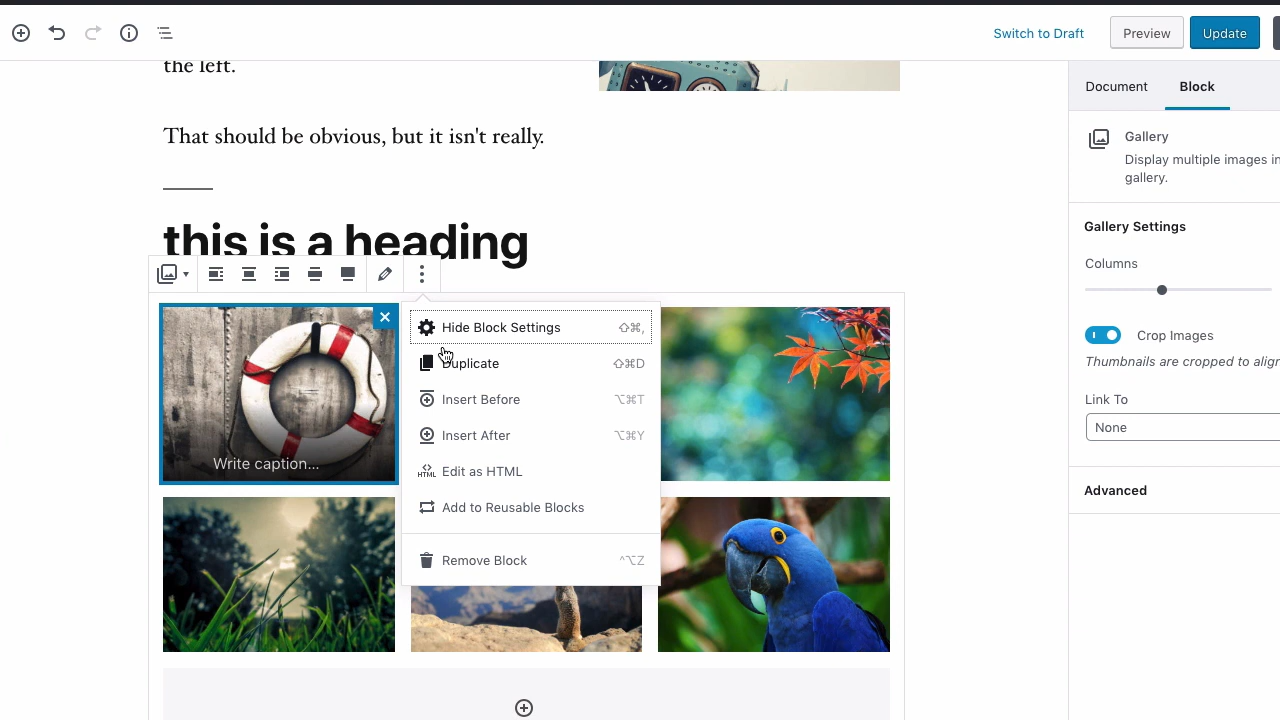 Switch to Draft
Preview
Update
the left.
That should be obvious, but it isn't really.
this is a heading
Write caption...
Hide Block Settings ⇧⌘,
Duplicate ⇧⌘D
Insert Before ⌥⌘T
Insert After ⌥⌘Y
HTML Edit as HTML
Add to Reusable Blocks
Remove Block ^⌥Z
Document
Block
Gallery
Display multiple images in
gallery.
Gallery Settings
Columns
Crop Images
Thumbnails are cropped to align
Link To
None
Advanced